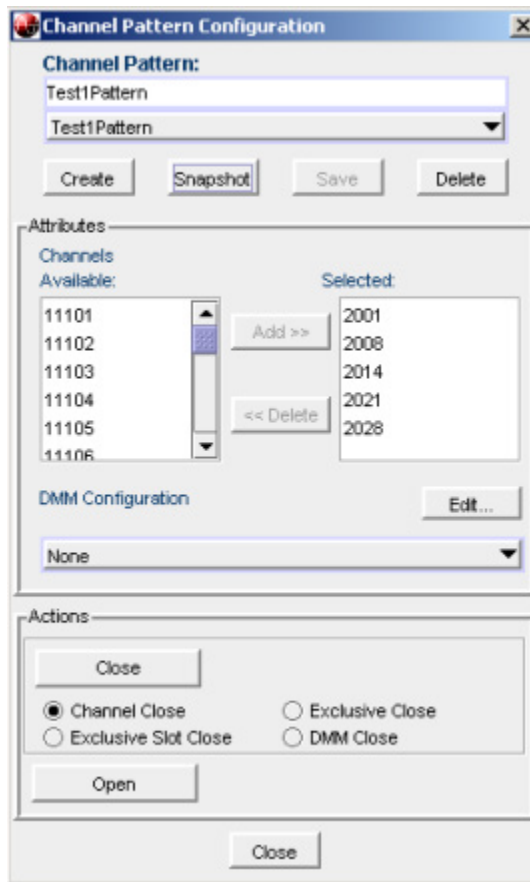 Channel Pattern Configuration
Channel Pattern:
Test1Pattern
Test1Pattern
Create Snapshot Save Delete
Attributes
Channels
Available: Selected:
11101 Add >> 2001
11102 2008
11103 2014
11104 << Delete 2021
11105 2028
11106
DMM Configuration Edit...
None
Actions
Close
Channel Close Exclusive Close
Exclusive Slot Close DMM Close
Open
Close